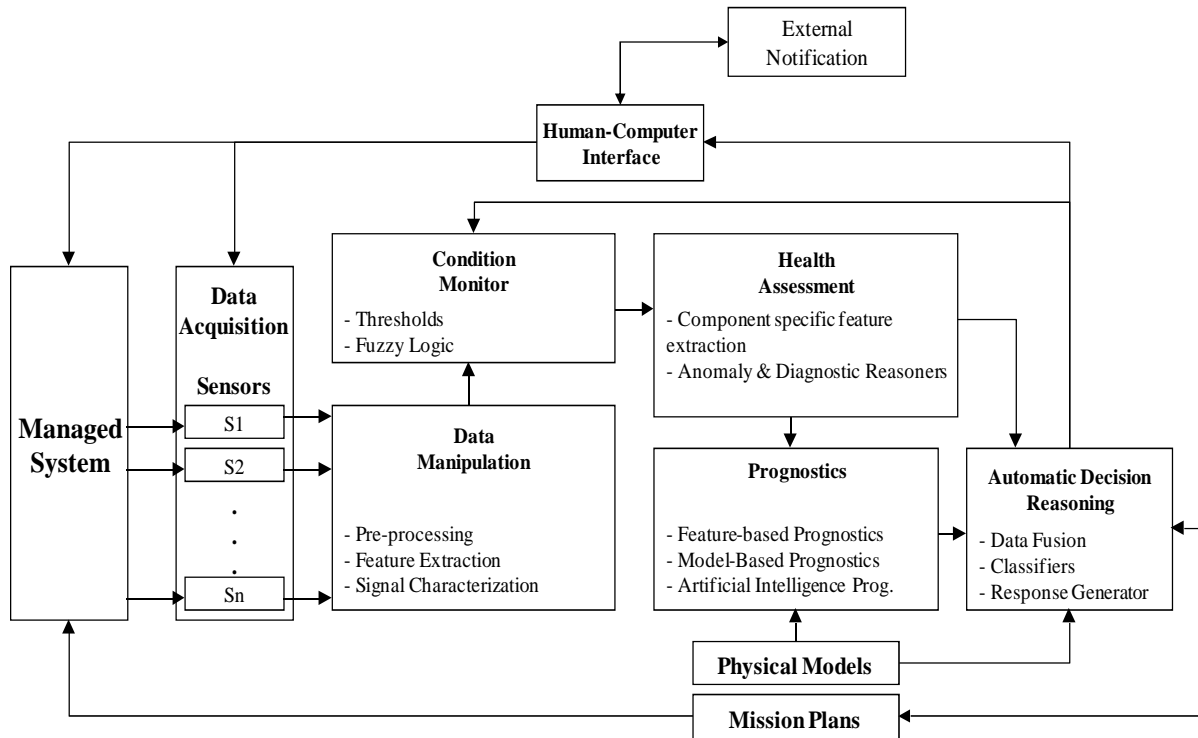 External
Notification
Human-Computer
Interface
Managed
System
Data
Acquisition
Sensors
S1
S2
.
.
.
.
Sn
Condition
Monitor
- Thresholds
- Fuzzy Logic
Data
Manipulation
- Pre-processing
- Feature Extraction
- Signal Characterization
Health
Assessment
- Component specific feature
extraction
- Anomaly & Diagnostic Reasoners
Prognostics
- Feature-based Prognostics
- Model-Based Prognostics
- Artificial Intelligence Prog.
Automatic Decision
Reasoning
- Data Fusion
- Classifiers
- Response Generator
Physical Models
Mission Plans